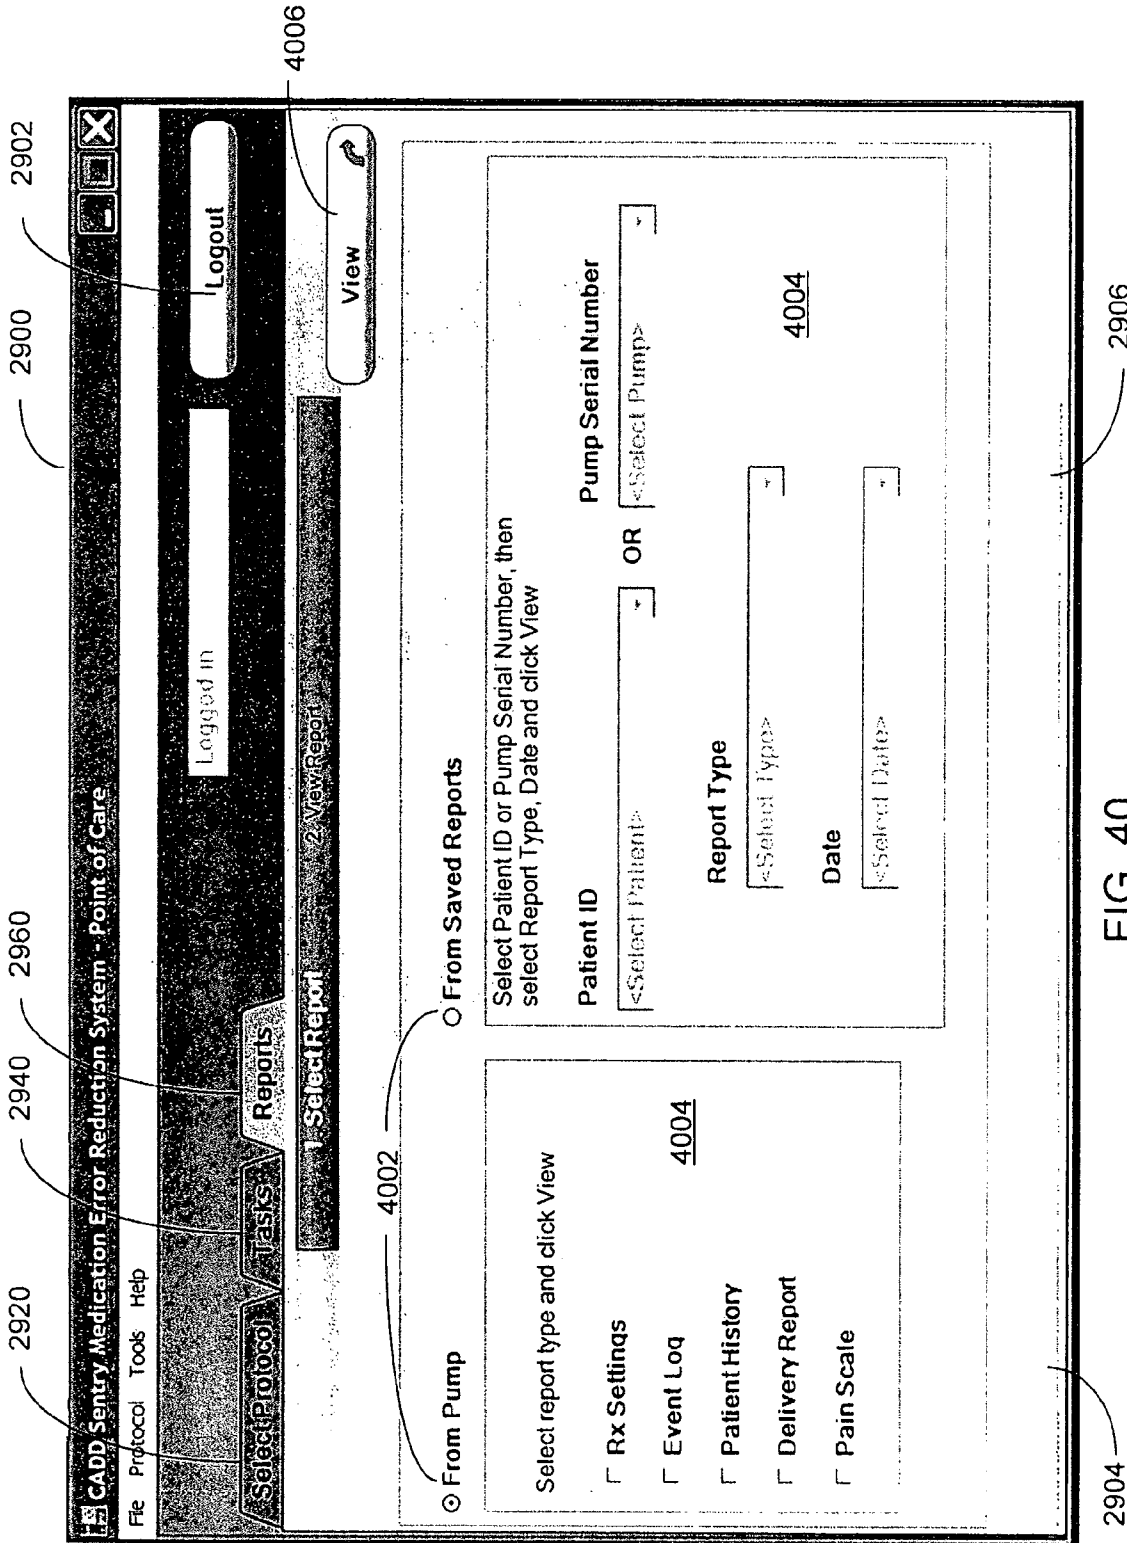 2900
2902
2920
2940
2960
4006
CADD Sentry Medication Error Reduction System - Point of Care
File Protocol Tools Help
Logged in
Logout
Select Protocol
Tasks
Reports
1. Select Report
2. View Report
View
4002
From Pump
From Saved Reports
Select report type and click View
Rx Settings
Event Log
Patient History
Delivery Report
Pain Scale
4004
Select Patient ID or Pump Serial Number, then
select Report Type, Date and click View
Patient ID
<Select Patient>
OR
Pump Serial Number
<Select Pump>
Report Type
<Select Type>
Date
<Select Date>
4004
2904
2906
FIG. 40